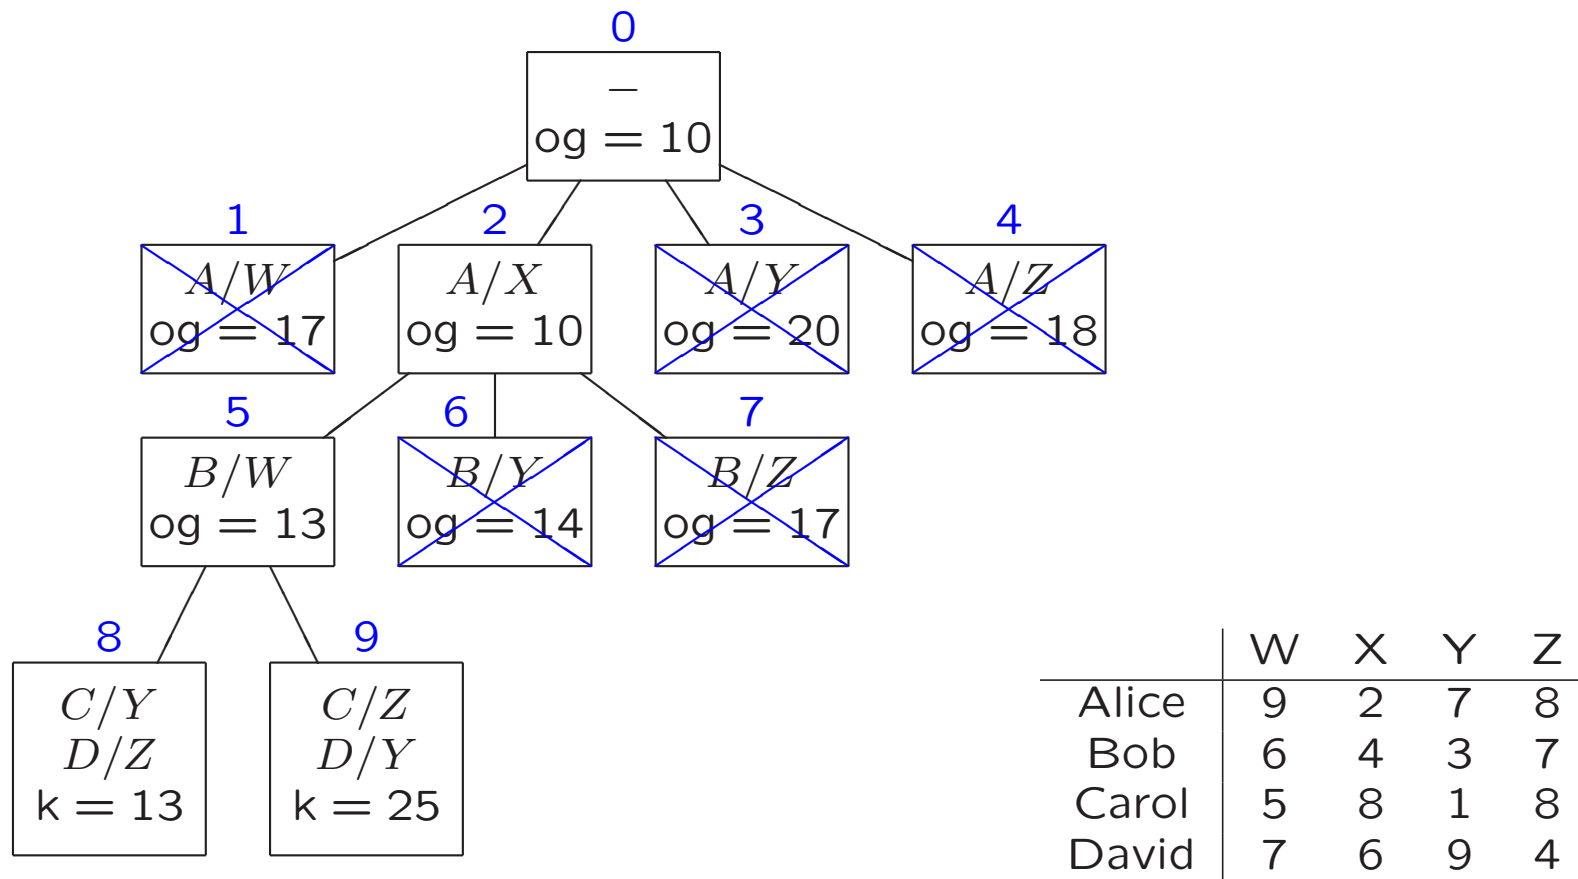 0
–
og = 10
1 2 3 4
A/W A/X A/Y A/Z
og = 17 og = 10 og = 20 og = 18
5 6 7
B/W B/Y B/Z
og = 13 og = 14 og = 17
8 9
C/Y C/Z
D/Z D/Y
k = 13 k = 25
W X Y Z
Alice 9 2 7 8
Bob 6 4 3 7
Carol 5 8 1 8
David 7 6 9 4